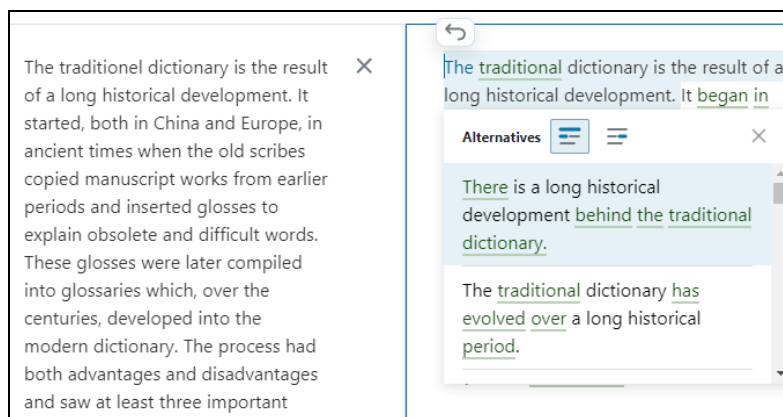 The traditionel dictionary is the result
of a long historical development. It
started, both in China and Europe, in
ancient times when the old scribes
copied manuscript works from earlier
periods and inserted glosses to
explain obsolete and difficult words.
These glosses were later compiled
into glossaries which, over the
centuries, developed into the
modern dictionary. The process had
both advantages and disadvantages
and saw at least three important
The traditional dictionary is the result of a
long historical development. It began in
Alternatives
There is a long historical
development behind the traditional
dictionary.
The traditional dictionary has
evolved over a long historical
period.